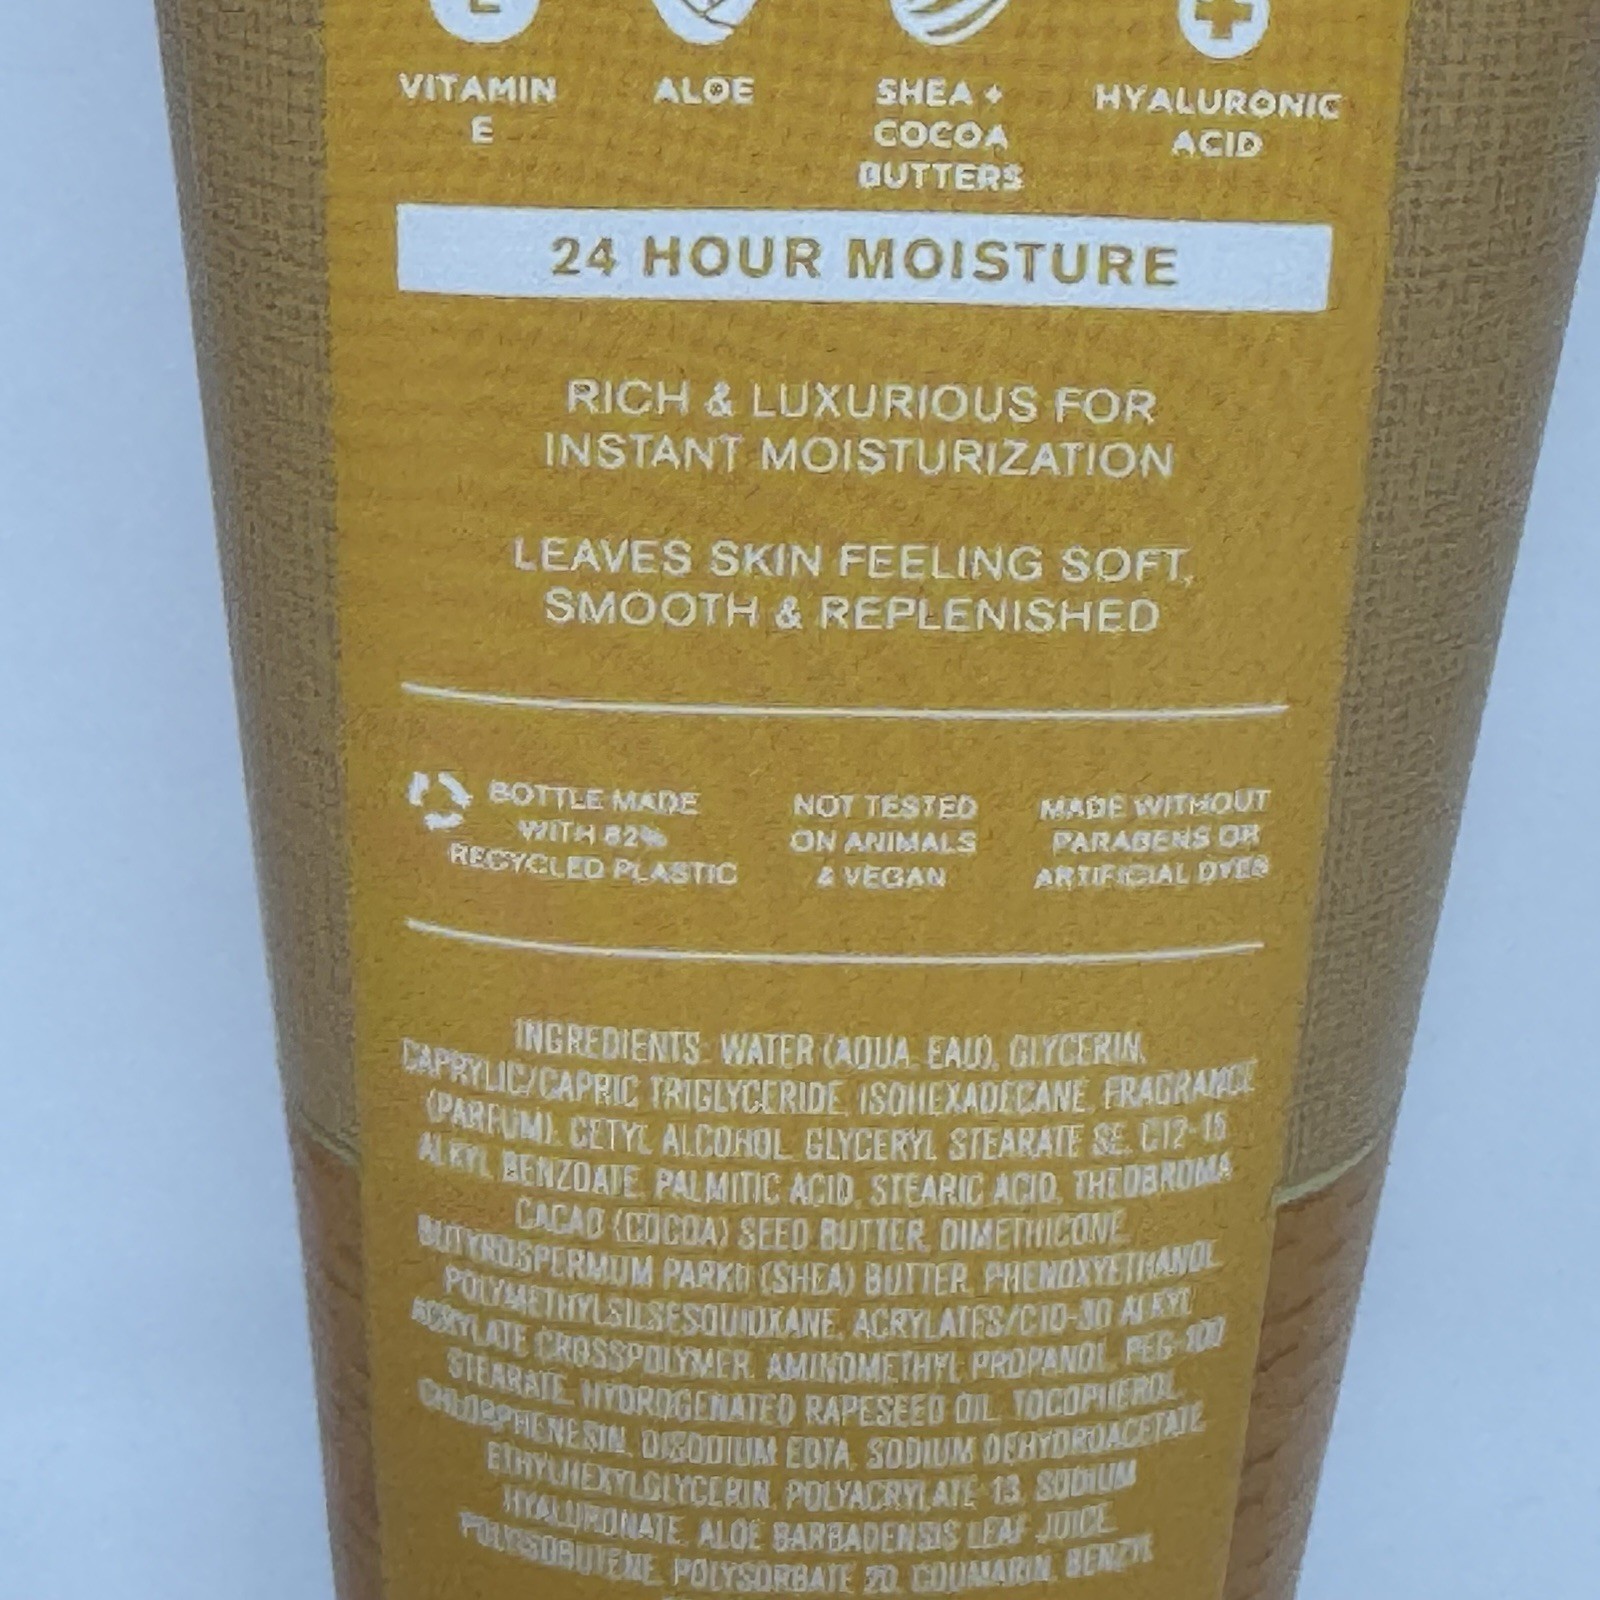 VITAMIN
E
ALOE
SHEA +
COCOA
BUTTERS
HYALURONIC
ACID
24 HOUR MOISTURE
RICH & LUXURIOUS FOR
INSTANT MOISTURIZATION
LEAVES SKIN FEELING SOFT,
SMOOTH & REPLENISHED
BOTTLE MADE
WITH 82%
RECYCLED PLASTIC
NOT TESTED
ON ANIMALS
& VEGAN
MADE WITHOUT
PARABENS OR
ARTIFICIAL DYES
INGREDIENTS: WATER (AQUA, EAU), GLYCERIN,
CAPRYLIC/CAPRIC TRIGLYCERIDE, ISOHEXADECANE, FRAGRANCE
(PARFUM), CETYL ALCOHOL, GLYCERYL STEARATE SE, C12-15
ALKYL BENZOATE, PALMITIC ACID, STEARIC ACID, THEOBROMA
CACAO (COCOA) SEED BUTTER, DIMETHICONE,
BUTYROSPERMUM PARKII (SHEA) BUTTER, PHENOXYETHANOL,
POLYMETHYLSILSESQUIOXANE, ACRYLATES/C10-30 ALKYL
ACRYLATE CROSSPOLYMER, AMINOMETHYL PROPANOL, PEG-100
STEARATE, HYDROGENATED RAPESEED OIL, TOCOPHEROL,
CHLORPHENESIN, DISODIUM EDTA, SODIUM DEHYDROACETATE,
ETHYLHEXYLGLYCERIN, POLYACRYLATE-13, SODIUM
HYALURONATE, ALOE BARBADENSIS LEAF JUICE,
POLYISOBUTENE, POLYSORBATE 20, COUMARIN, BENZYL